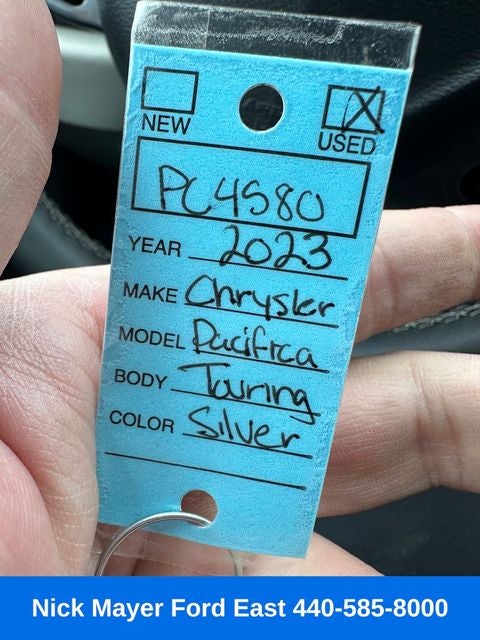 NEW USED
PC4580
YEAR 2023
MAKE Chrysler
MODEL Pacifica
BODY Touring
COLOR Silver
Nick Mayer Ford East 440-585-8000